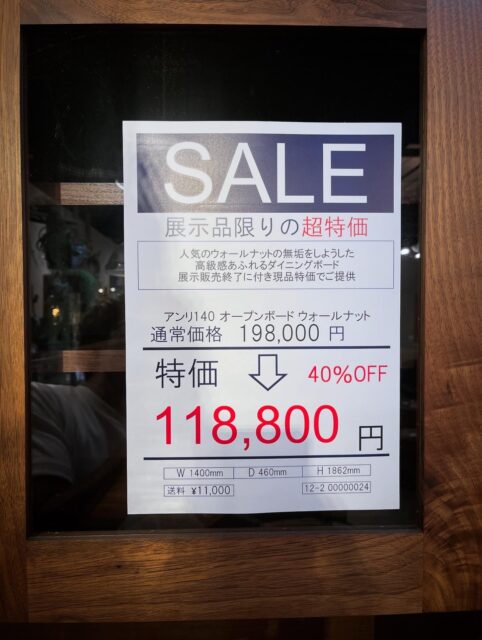 SALE
展示品限りの超特価
人気のウォールナットの無垢をしようした
高級感あふれるダイニングボード
展示販売終了に付き現品特価でご提供
アンリ140 オープンボード ウォールナット
通常価格 198,000 円
特価 40%OFF
118,800 円
W 1400mm D 460mm H 1862mm
送料 ¥11,000 12-2 00000024